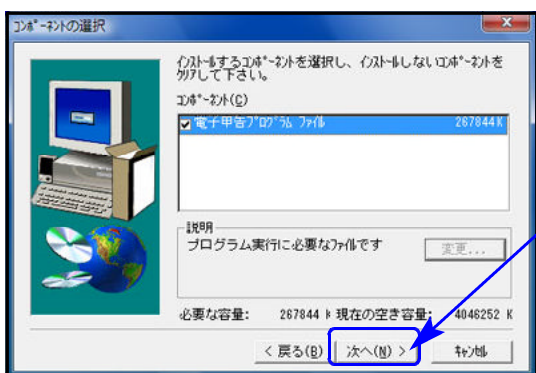 ｺﾝﾎﾟｰﾈﾝﾄの選択
ｲﾝｽﾄｰﾙするｺﾝﾎﾟｰﾈﾝﾄを選択し、ｲﾝｽﾄｰﾙしないｺﾝﾎﾟｰﾈﾝﾄを
ｸﾘｱして下さい。
ｺﾝﾎﾟｰﾈﾝﾄ(C)
電子申告ﾌﾟﾛｸﾞﾗﾑ ﾌｧｲﾙ 267844 K
説明
プログラム実行に必要なﾌｧｲﾙです
変更...
必要な容量: 267844 K 現在の空き容量: 4046252 K
< 戻る(B) 次へ(N) > ｷｬﾝｾﾙ